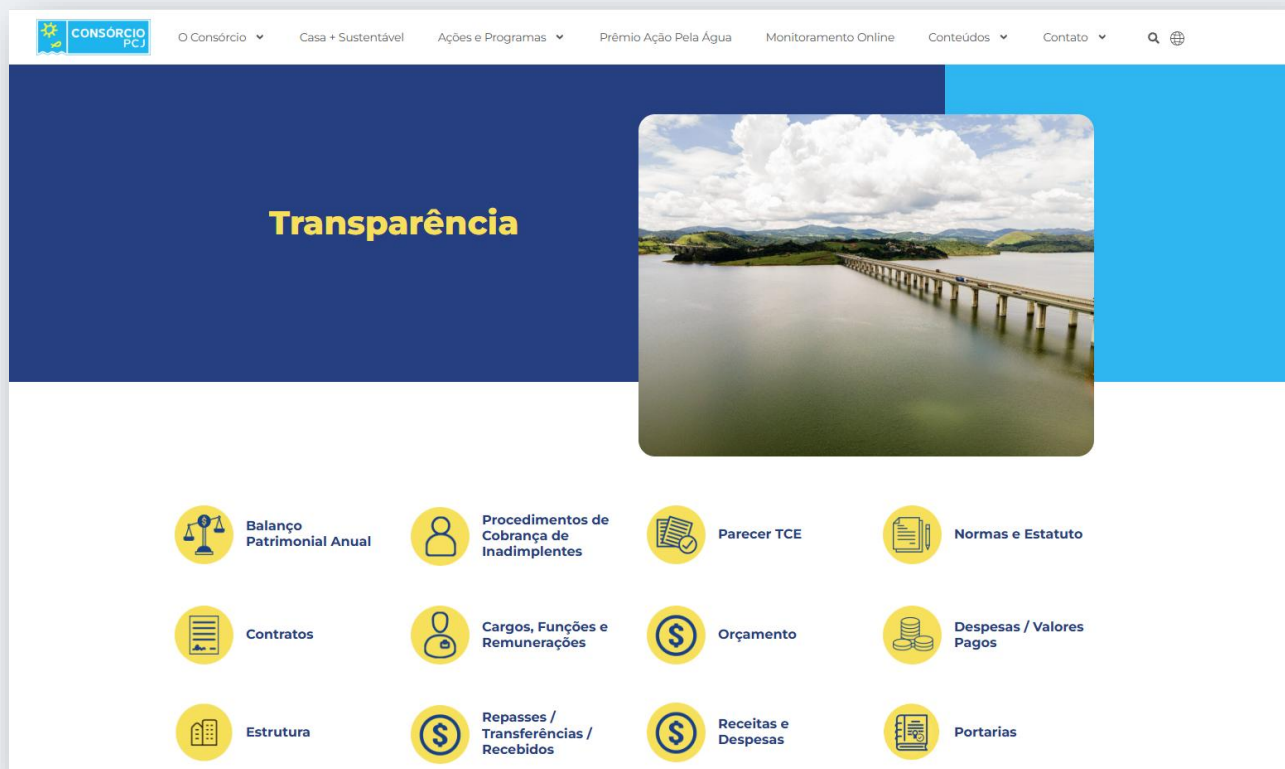 CONSÓRCIO
PCJ
O Consórcio
Casa + Sustentável
Ações e Programas
Prêmio Ação Pela Água
Monitoramento Online
Conteúdos
Contato
Transparência
Balanço
Patrimonial Anual
Procedimentos de
Cobrança de
Inadimplentes
Parecer TCE
Normas e Estatuto
Contratos
Cargos, Funções e
Remunerações
Orçamento
Despesas / Valores
Pagos
Estrutura
Repasses /
Transferências /
Recebidos
Receitas e
Despesas
Portarias